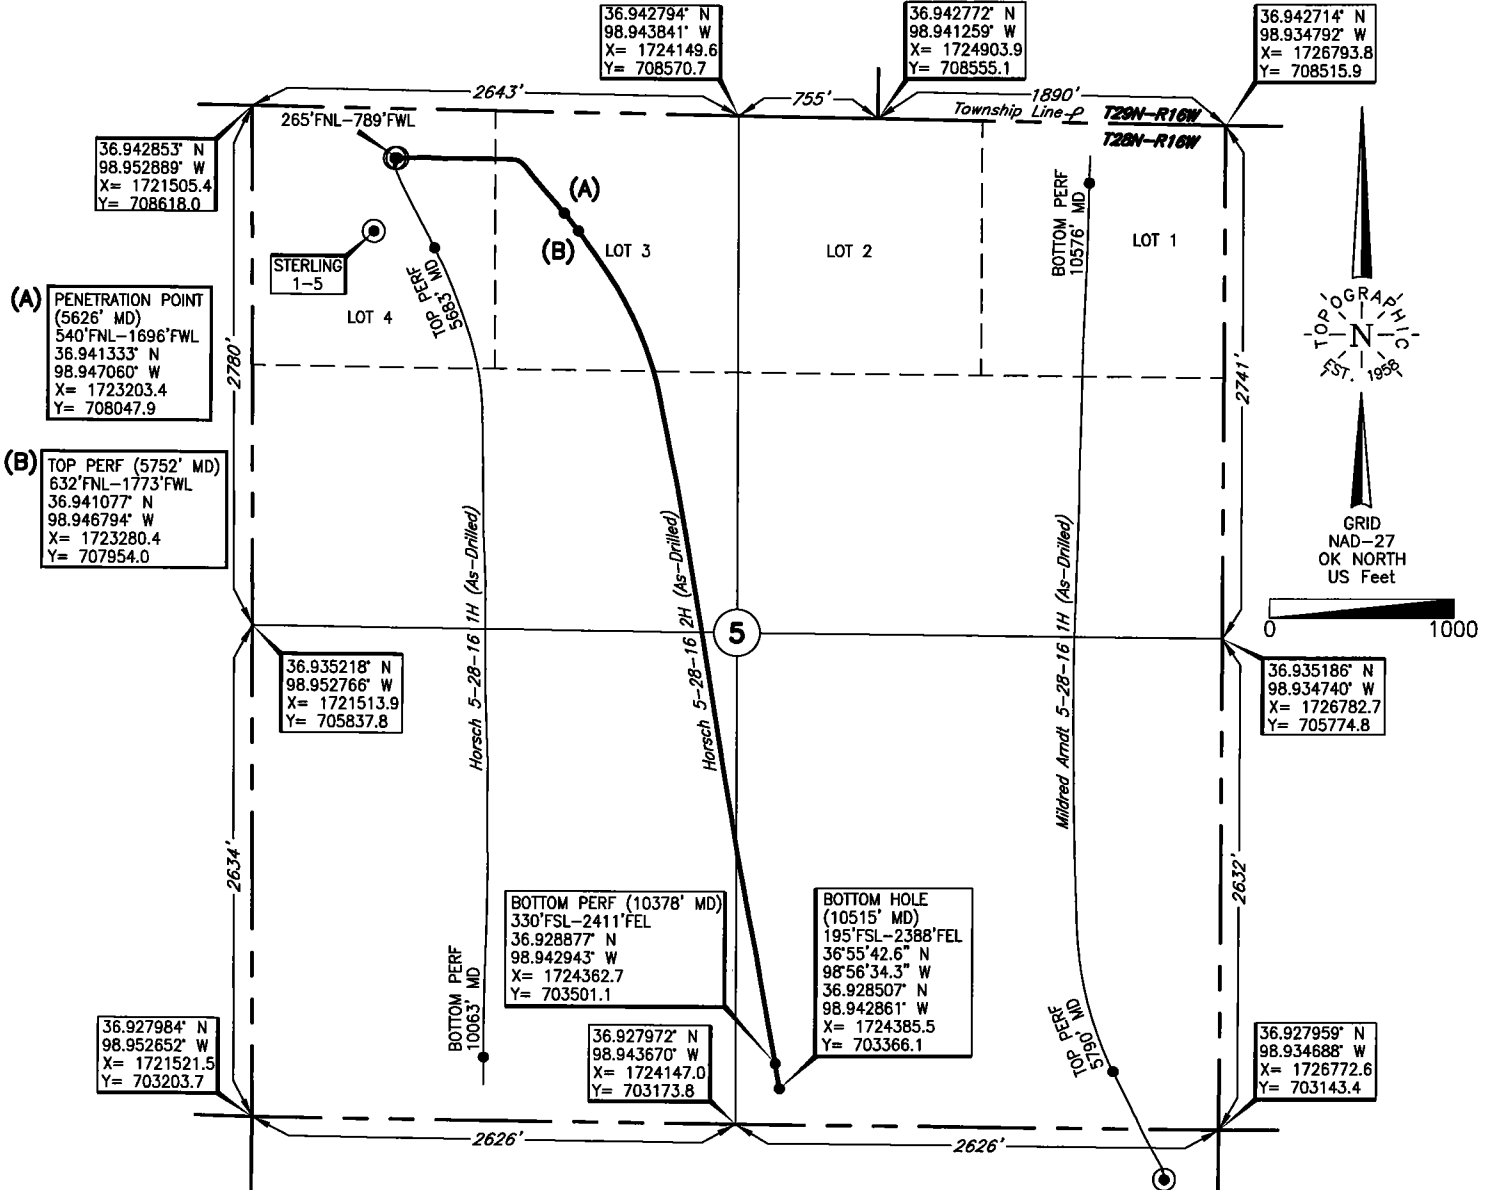 36.942794° N
98.943841° W
X= 1724149.6
Y= 708570.7
36.942772° N
98.941259° W
X= 1724903.9
Y= 708555.1
36.942714° N
98.934792° W
X= 1726793.8
Y= 708515.9
2643'
755'
1890'
Township Line
T29N-R16W
T28N-R16W
265'FNL-789'FWL
36.942853° N
98.952889° W
X= 1721505.4
Y= 708618.0
(A)
(B)
LOT 3
LOT 2
LOT 1
LOT 4
STERLING
1-5
TOP PERF
5683' MD
BOTTOM PERF
10576' MD
(A)
PENETRATION POINT
(5626' MD)
540'FNL-1696'FWL
36.941333° N
98.947060° W
X= 1723203.4
Y= 708047.9
(B)
TOP PERF (5752' MD)
632'FNL-1773'FWL
36.941077° N
98.946794° W
X= 1723280.4
Y= 707954.0
2780'
2741'
TOPOGRAPHIC
N
EST. 1958
GRID
NAD-27
OK NORTH
US Feet
0 1000
Horsch 5-28-16 1H (As-Drilled)
Horsch 5-28-16 2H (As-Drilled)
Mildred Arndt 5-28-16 1H (As-Drilled)
5
36.935218° N
98.952766° W
X= 1721513.9
Y= 705837.8
36.935186° N
98.934740° W
X= 1726782.7
Y= 705774.8
2634'
2632'
BOTTOM PERF (10378' MD)
330'FSL-2411'FEL
36.928877° N
98.942943° W
X= 1724362.7
Y= 703501.1
BOTTOM HOLE
(10515' MD)
195'FSL-2388'FEL
36°55'42.6" N
98°56'34.3" W
36.928507° N
98.942861° W
X= 1724385.5
Y= 703366.1
BOTTOM PERF
10063' MD
TOP PERF
5790' MD
36.927984° N
98.952652° W
X= 1721521.5
Y= 703203.7
36.927972° N
98.943670° W
X= 1724147.0
Y= 703173.8
36.927959° N
98.934688° W
X= 1726772.6
Y= 703143.4
2626'
2626'